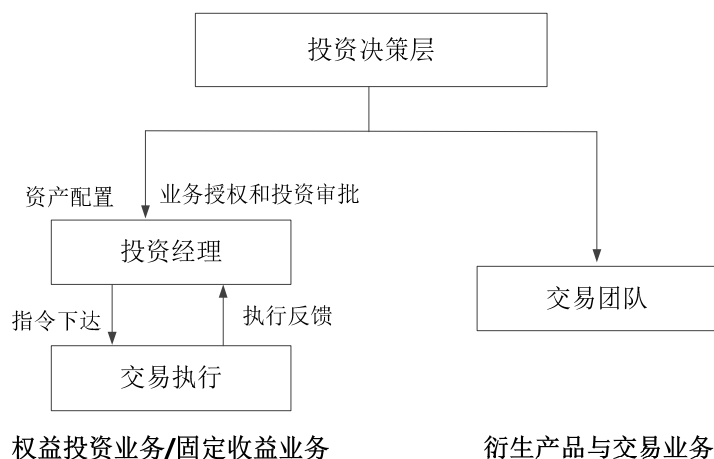 投资决策层
资产配置
业务授权和投资审批
投资经理
交易团队
指令下达
执行反馈
交易执行
权益投资业务/固定收益业务
衍生产品与交易业务